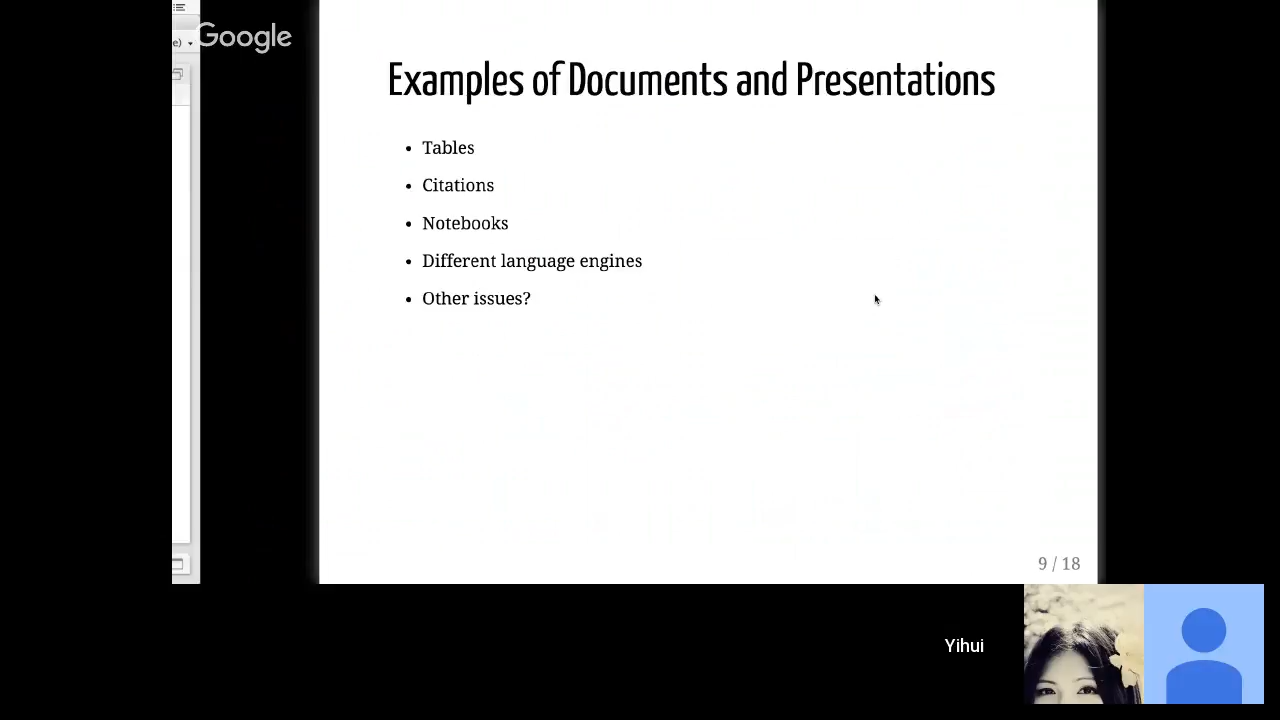 e)
Google
Examples of Documents and Presentations
Tables
Citations
Notebooks
Different language engines
Other issues?
9 / 18
Yihui